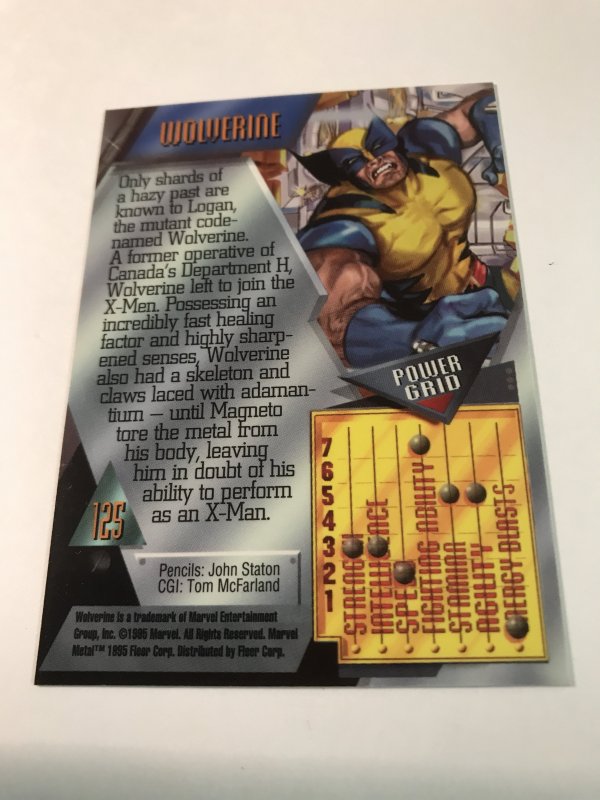 WOLVERINE
Only shards of
a hazy past are
known to Logan,
the mutant code-
named Wolverine.
A former operative of
Canada's Department H,
Wolverine left to join the
X-Men. Possessing an
incredibly fast healing
factor and highly sharp-
ened senses, Wolverine
also had a skeleton and
claws laced with adaman-
tium — until Magneto
tore the metal from
his body, leaving
him in doubt of his
ability to perform
as an X-Man.
125
Pencils: John Staton
CGI: Tom McFarland
Wolverine is a trademark of Marvel Entertainment
Group, Inc. ©1995 Marvel. All Rights Reserved. Marvel
Metal™ 1995 Fleer Corp. Distributed by Fleer Corp.
POWER
GRID
7
6
5
4
3
2
1
STRENGTH
INTELLIGENCE
SPEED
FIGHTING ABILITY
STAMINA
AGILITY
ENERGY BLASTS